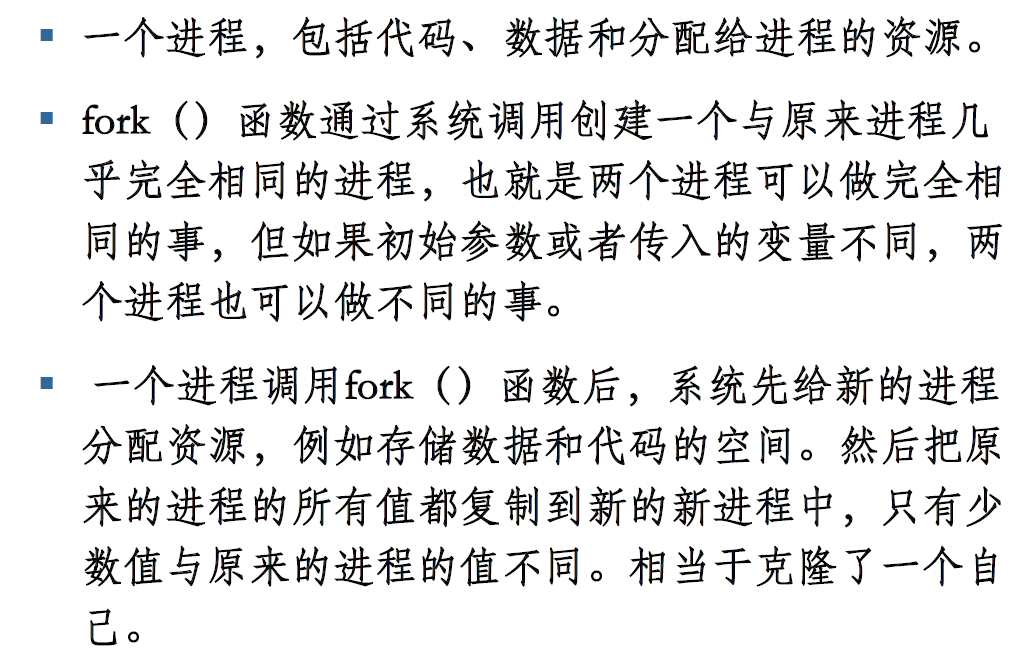 一个进程，包括代码、数据和分配给进程的资源。
fork（）函数通过系统调用创建一个与原来进程几
乎完全相同的进程，也就是两个进程可以做完全相
同的事，但如果初始参数或者传入的变量不同，两
个进程也可以做不同的事。
一个进程调用fork（）函数后，系统先给新的进程
分配资源，例如存储数据和代码的空间。然后把原
来的进程的所有值都复制到新的新进程中，只有少
数值与原来的进程的值不同。相当于克隆了一个自
己。